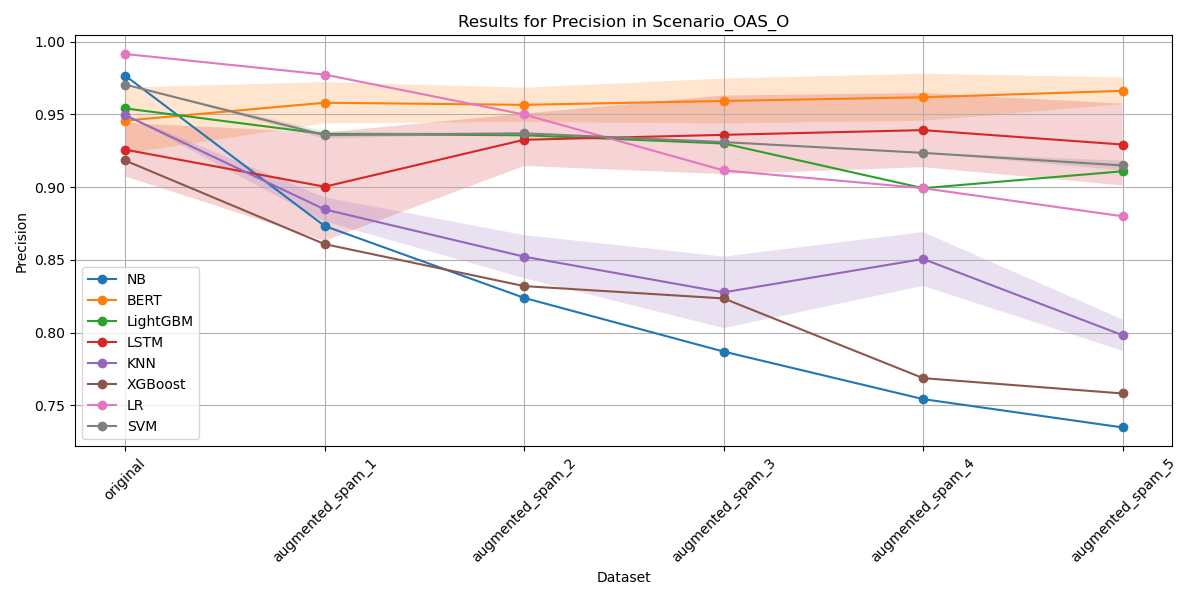 Results for Precision in Scenario_OAS_O
1.00
0.95
0.90
0.85
0.80
0.75
Precision
NB
BERT
LightGBM
LSTM
KNN
XGBoost
LR
SVM
original
augmented_spam_1
augmented_spam_2
augmented_spam_3
augmented_spam_4
augmented_spam_5
Dataset